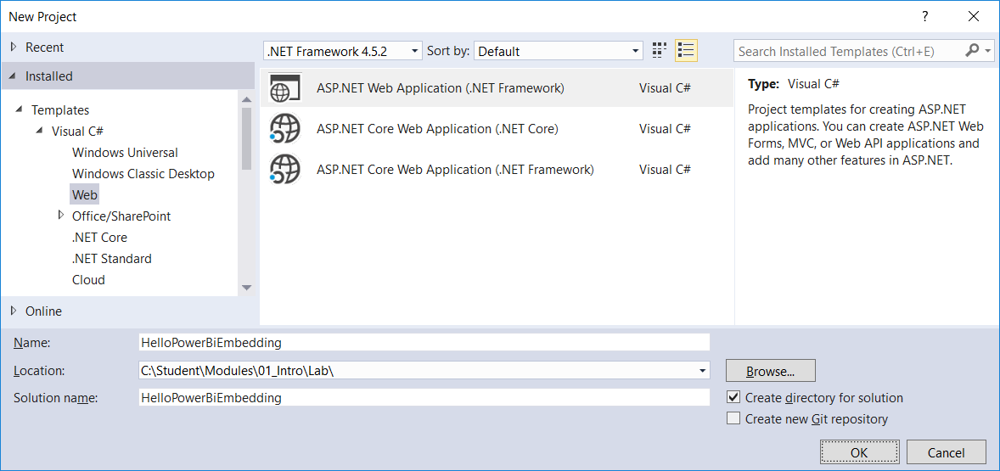 New Project
?
Recent
Installed
Templates
Visual C#
Windows Universal
Windows Classic Desktop
Web
Office/SharePoint
.NET Core
.NET Standard
Cloud
Online
.NET Framework 4.5.2 Sort by: Default
ASP.NET Web Application (.NET Framework) Visual C#
ASP.NET Core Web Application (.NET Core) Visual C#
ASP.NET Core Web Application (.NET Framework) Visual C#
Search Installed Templates (Ctrl+E)
Type: Visual C#
Project templates for creating ASP.NET
applications. You can create ASP.NET Web
Forms, MVC, or Web API applications and
add many other features in ASP.NET.
Name: HelloPowerBiEmbedding
Location: C:\Student\Modules\01_Intro\Lab\ Browse...
Solution name: HelloPowerBiEmbedding
Create directory for solution
Create new Git repository
OK Cancel